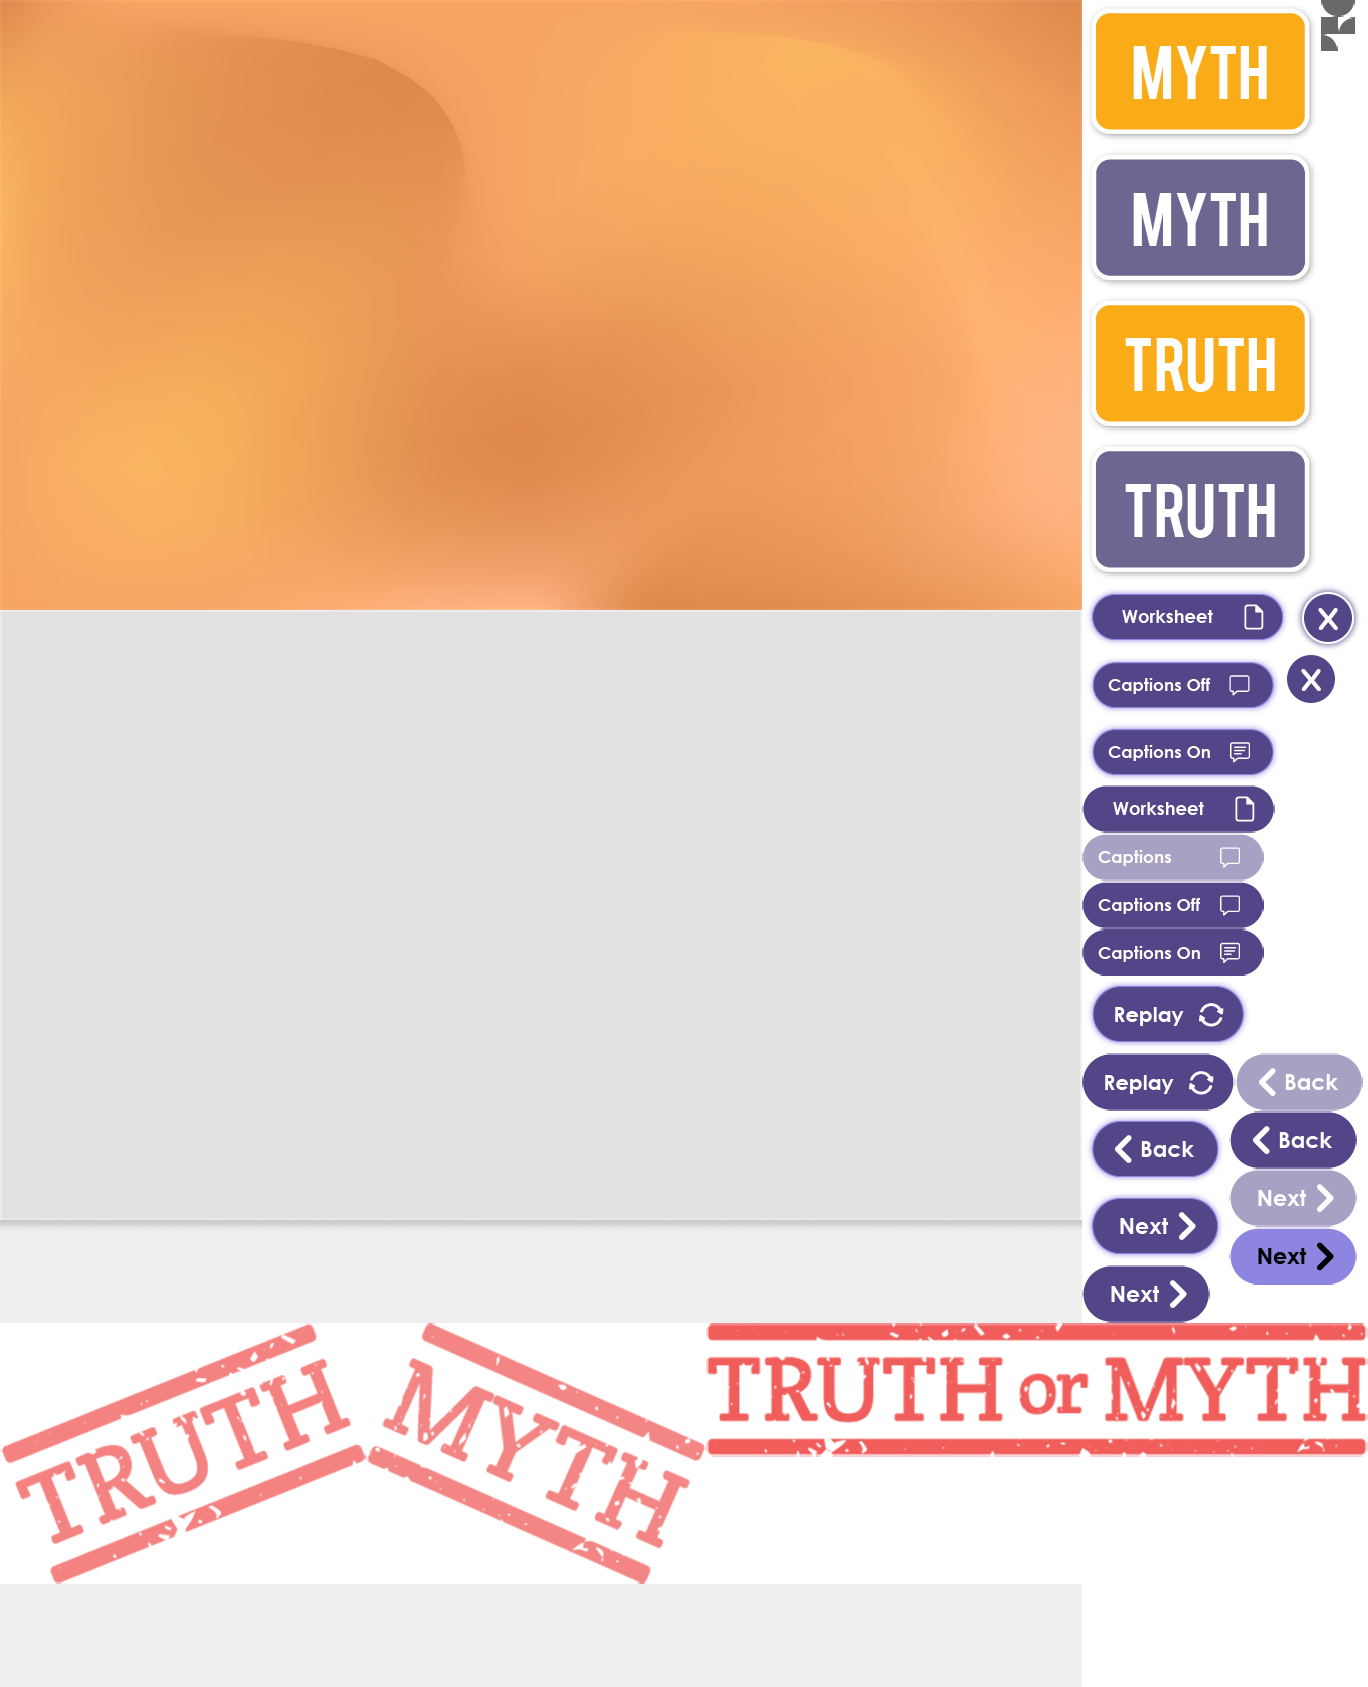 MYTH
MYTH
TRUTH
TRUTH
Worksheet
X
Captions Off
X
Captions On
Worksheet
Captions
Captions Off
Captions On
Replay
Replay
Back
Back
Back
Next
Next
Next
Next
TRUTH
MYTH
TRUTH or MYTH